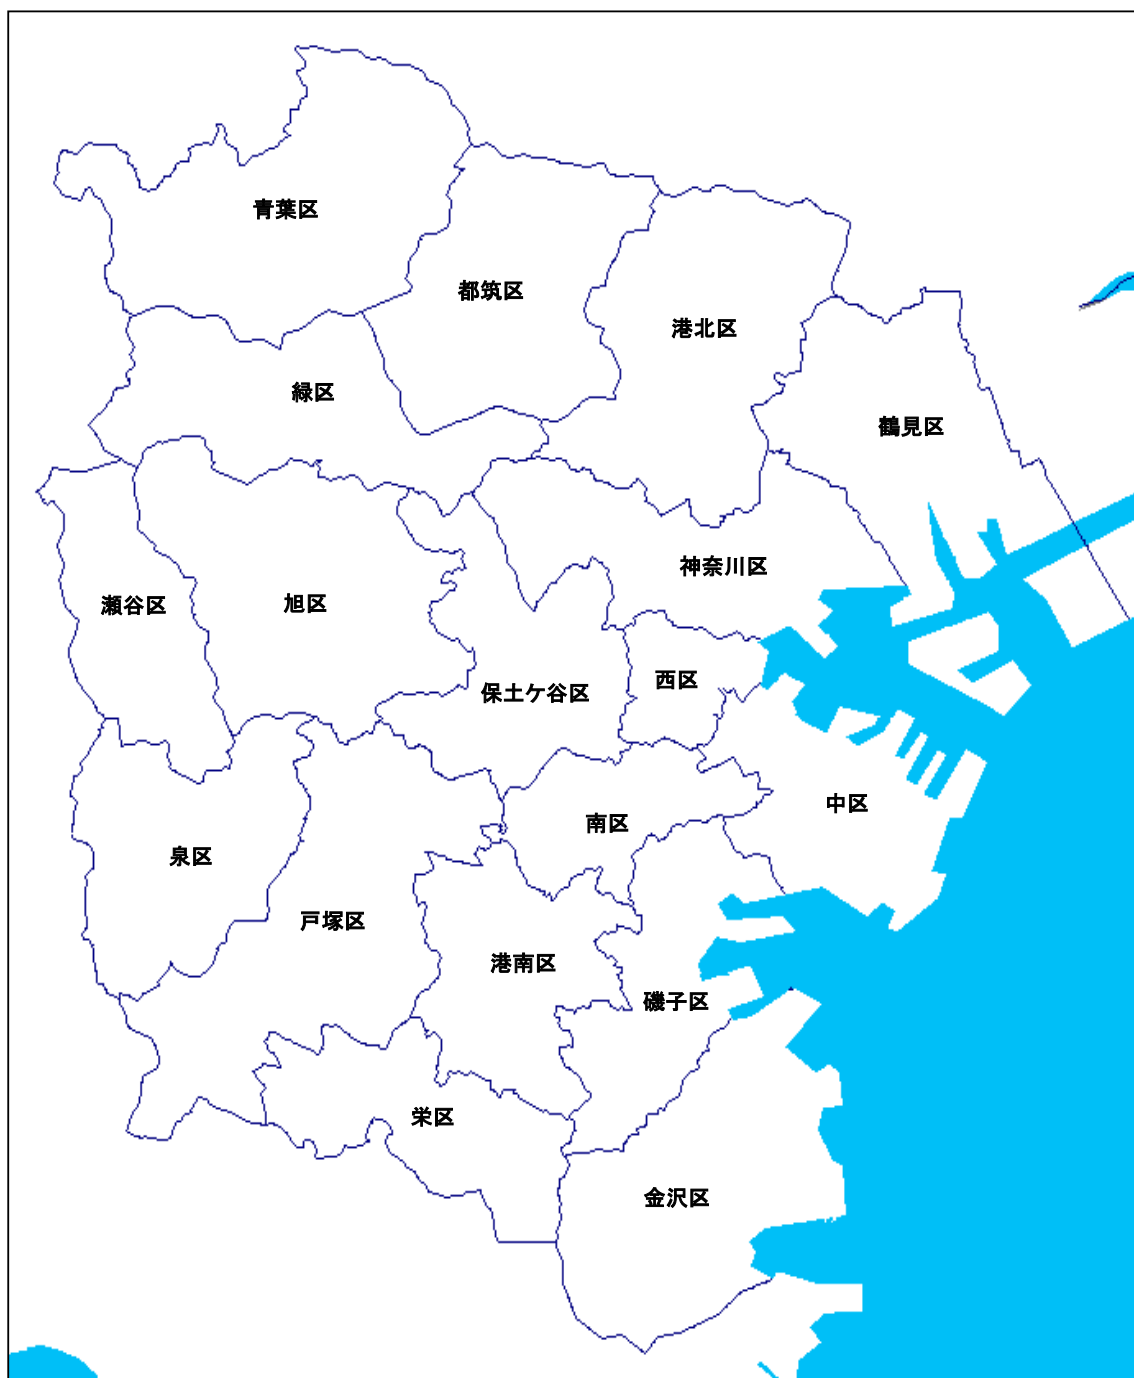 青葉区
都筑区
港北区
緑区
鶴見区
神奈川区
瀬谷区
旭区
西区
保土ケ谷区
中区
南区
泉区
戸塚区
港南区
磯子区
栄区
金沢区